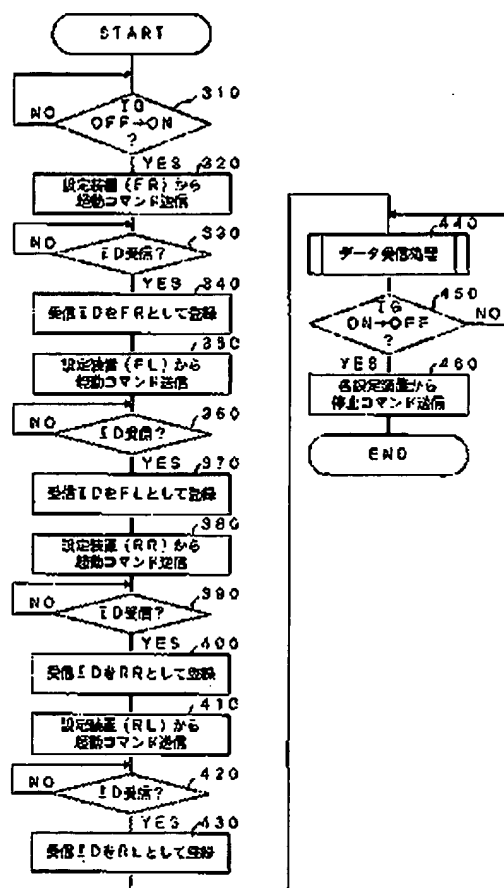 START
310
IG
OFF→ON
?
NO
YES
320
設定装置(FR)から
起動コマンド送信
330
ID受信?
NO
YES
340
受信IDをFRとして登録
350
設定装置(FL)から
起動コマンド送信
360
ID受信?
NO
YES
370
受信IDをFLとして登録
380
設定装置(RR)から
起動コマンド送信
390
ID受信?
NO
YES
400
受信IDをRRとして登録
410
設定装置(RL)から
起動コマンド送信
420
ID受信?
NO
YES
430
受信IDをRLとして登録
440
データ受信処理
450
IG
ON→OFF
?
NO
YES
460
各設定装置から
停止コマンド送信
END